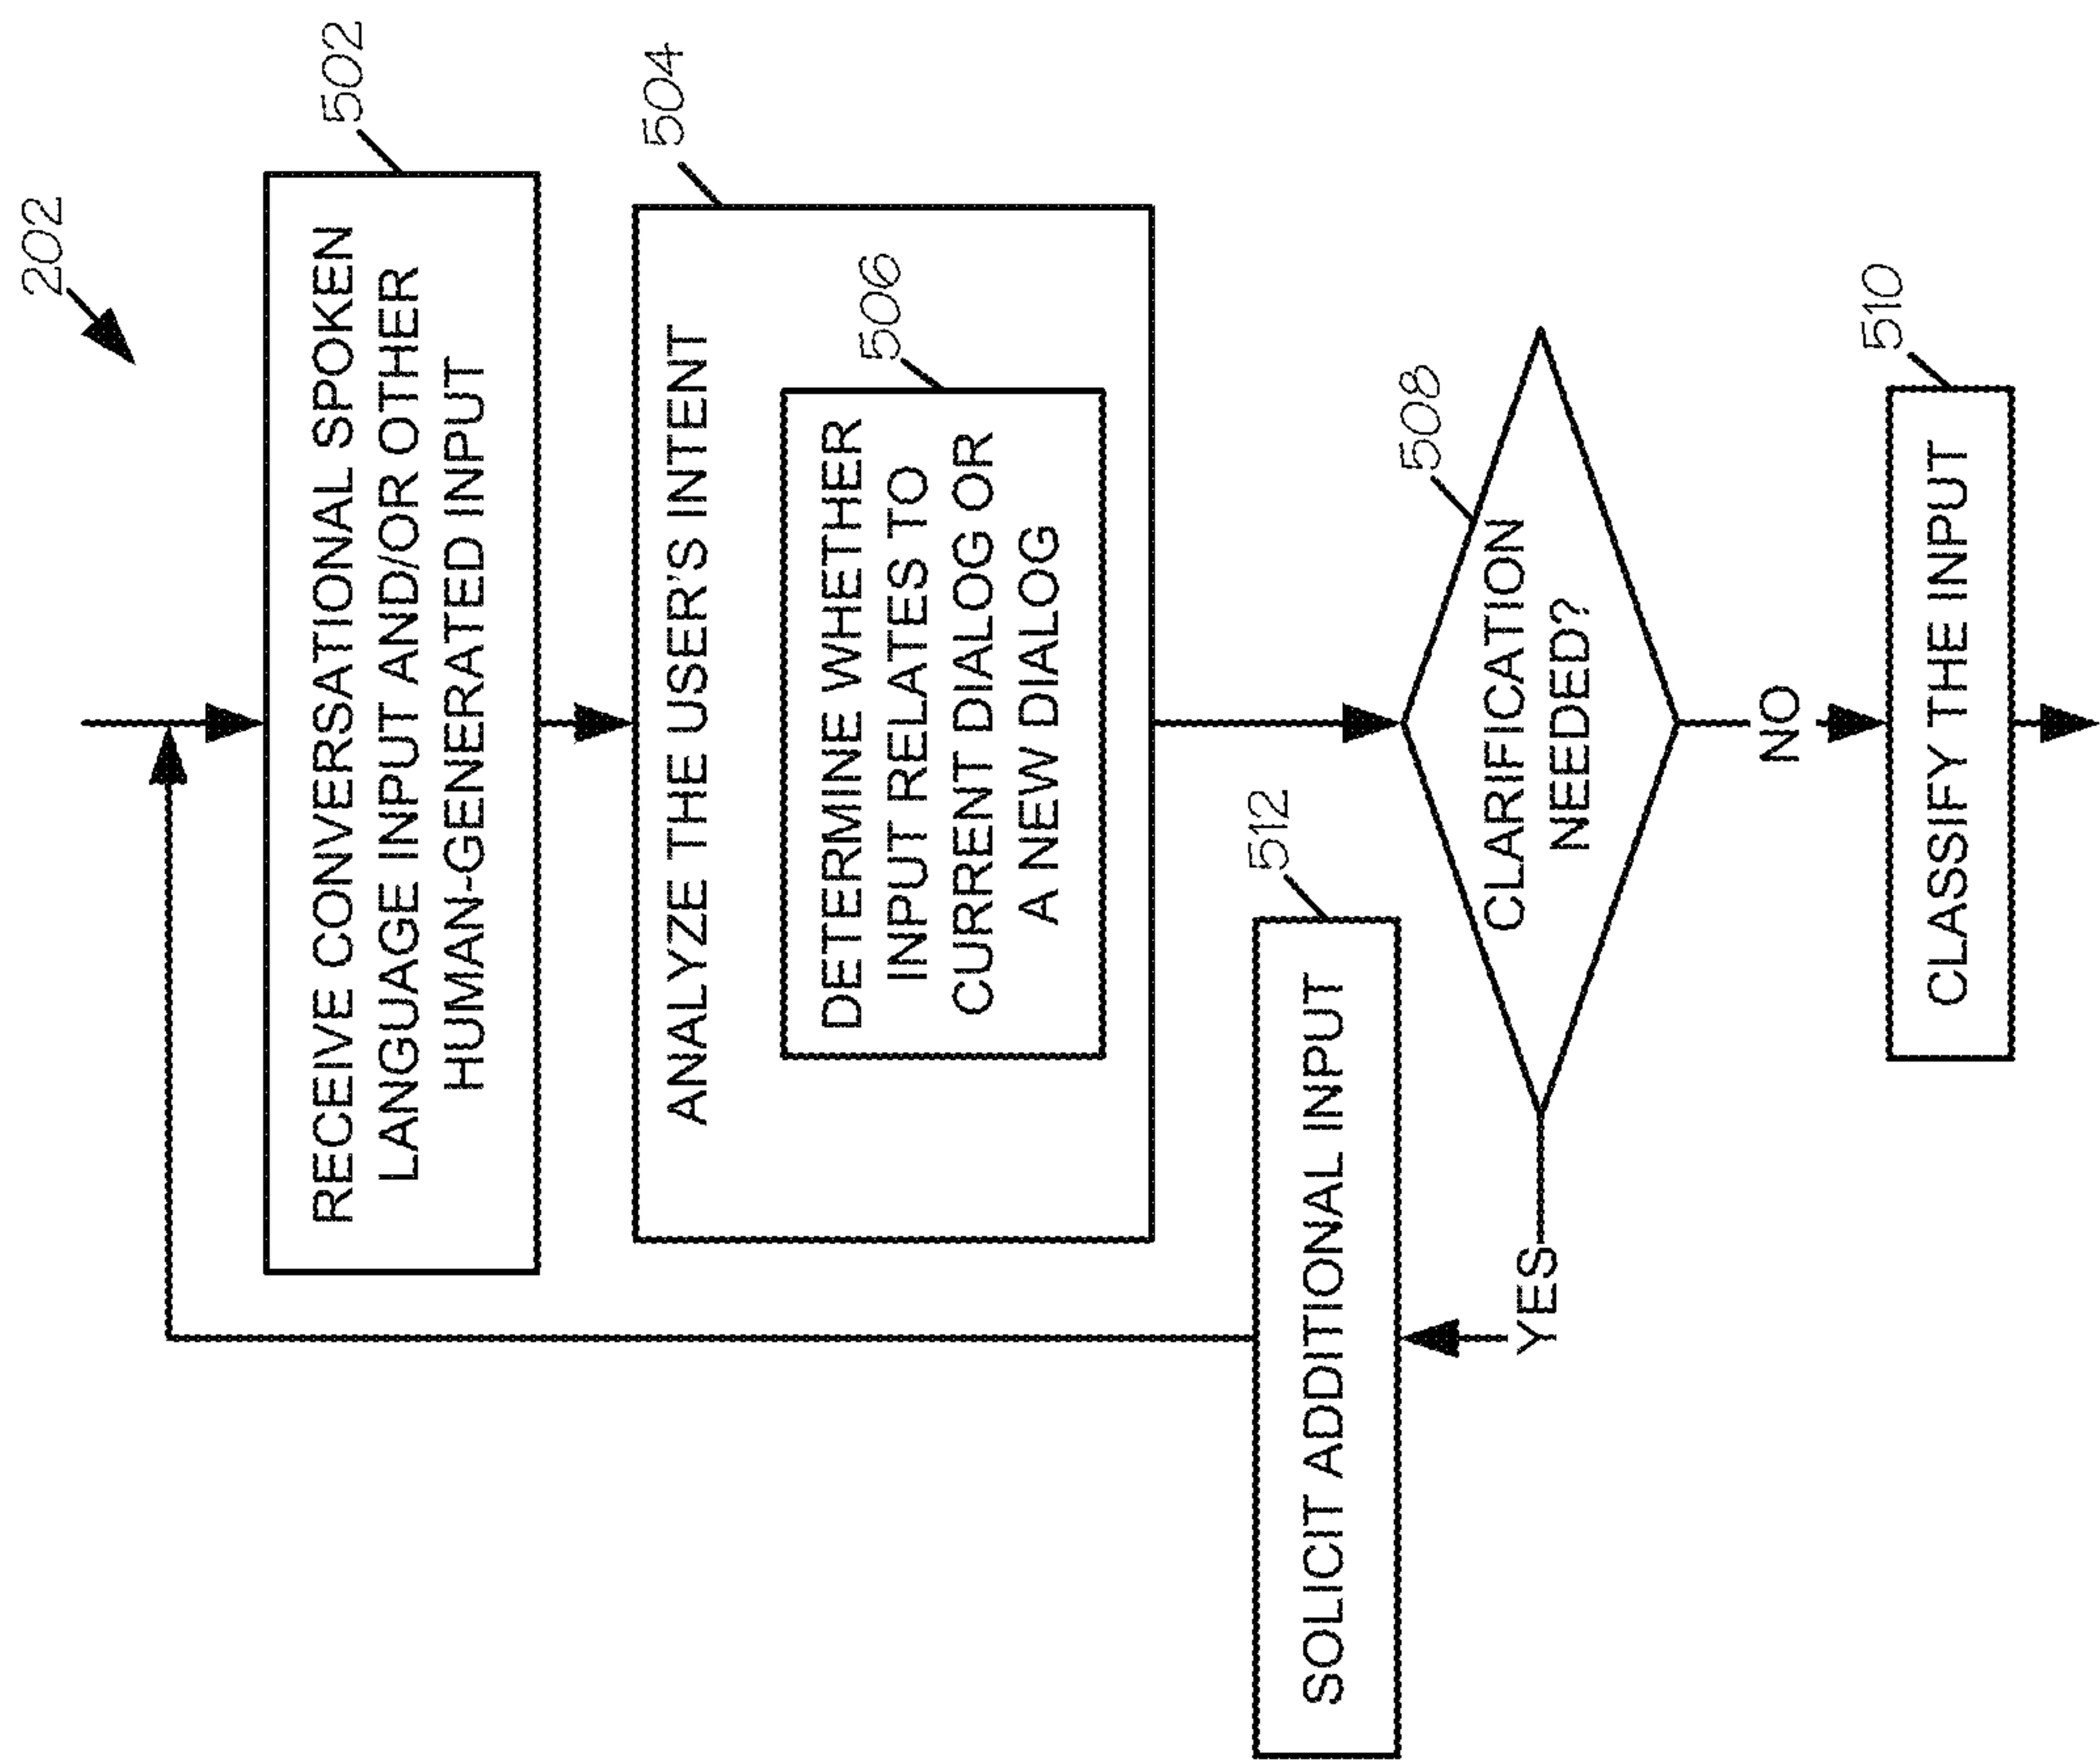 202
502
RECEIVE CONVERSATIONAL SPOKEN
LANGUAGE INPUT AND/OR OTHER
HUMAN-GENERATED INPUT
504
ANALYZE THE USER'S INTENT
506
DETERMINE WHETHER
INPUT RELATES TO
CURRENT DIALOG OR
A NEW DIALOG
512
SOLICIT ADDITIONAL INPUT
508
CLARIFICATION
NEEDED?
YES
NO
510
CLASSIFY THE INPUT